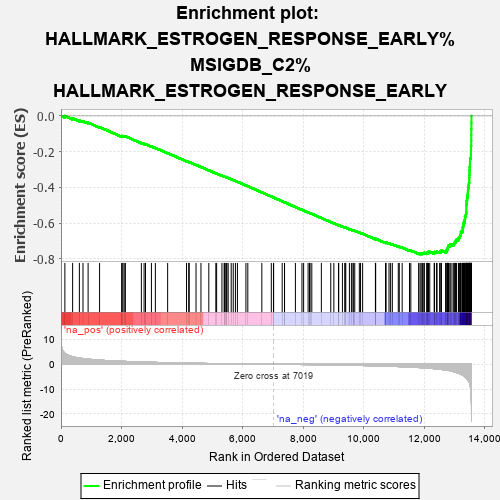 Enrichment plot:
HALLMARK_ESTROGEN_RESPONSE_EARLY%
MSIGDB_C2%
HALLMARK_ESTROGEN_RESPONSE_EARLY
Enrichment score (ES)
0.0
-0.2
-0.4
-0.6
-0.8
'na_pos' (positively correlated)
Ranked list metric (PreRanked)
10
0
-10
-20
Zero cross at 7019
'na_neg' (negatively correlated)
0
2,000
4,000
6,000
8,000
10,000
12,000
14,000
Rank in Ordered Dataset
Enrichment profile
Hits
Ranking metric scores